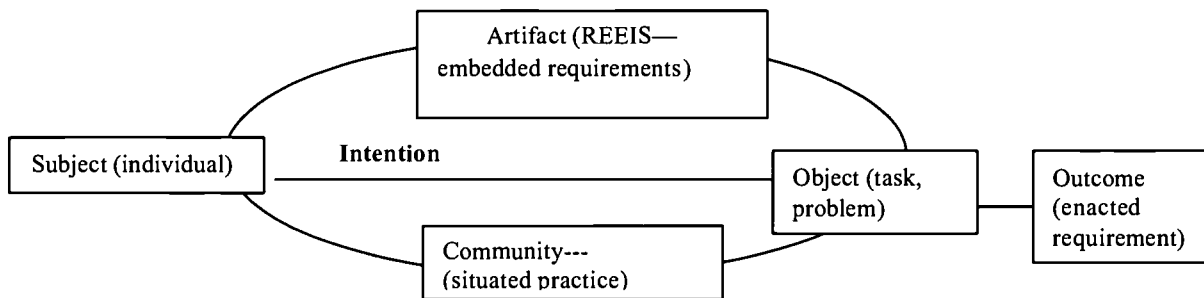 Artifact (REEIS—
embedded requirements)
Subject (individual)
Intention
Object (task,
problem)
Outcome
(enacted
requirement)
Community---
(situated practice)